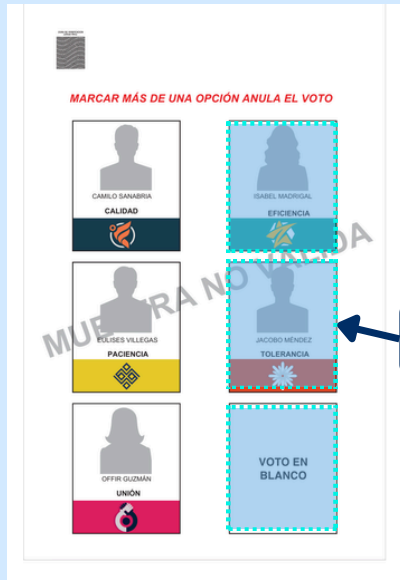 MARCAR MÁS DE UNA OPCIÓN ANULA EL VOTO
CAMILO SANABRIA
CALIDAD
ISABEL MADRIGAL
EFICIENCIA
MUESTRA NO VÁLIDA
EULISES VILLEGAS
PACIENCIA
JACOBO MÉNDEZ
TOLERANCIA
OFFIR GUZMÁN
UNIÓN
VOTO EN
BLANCO